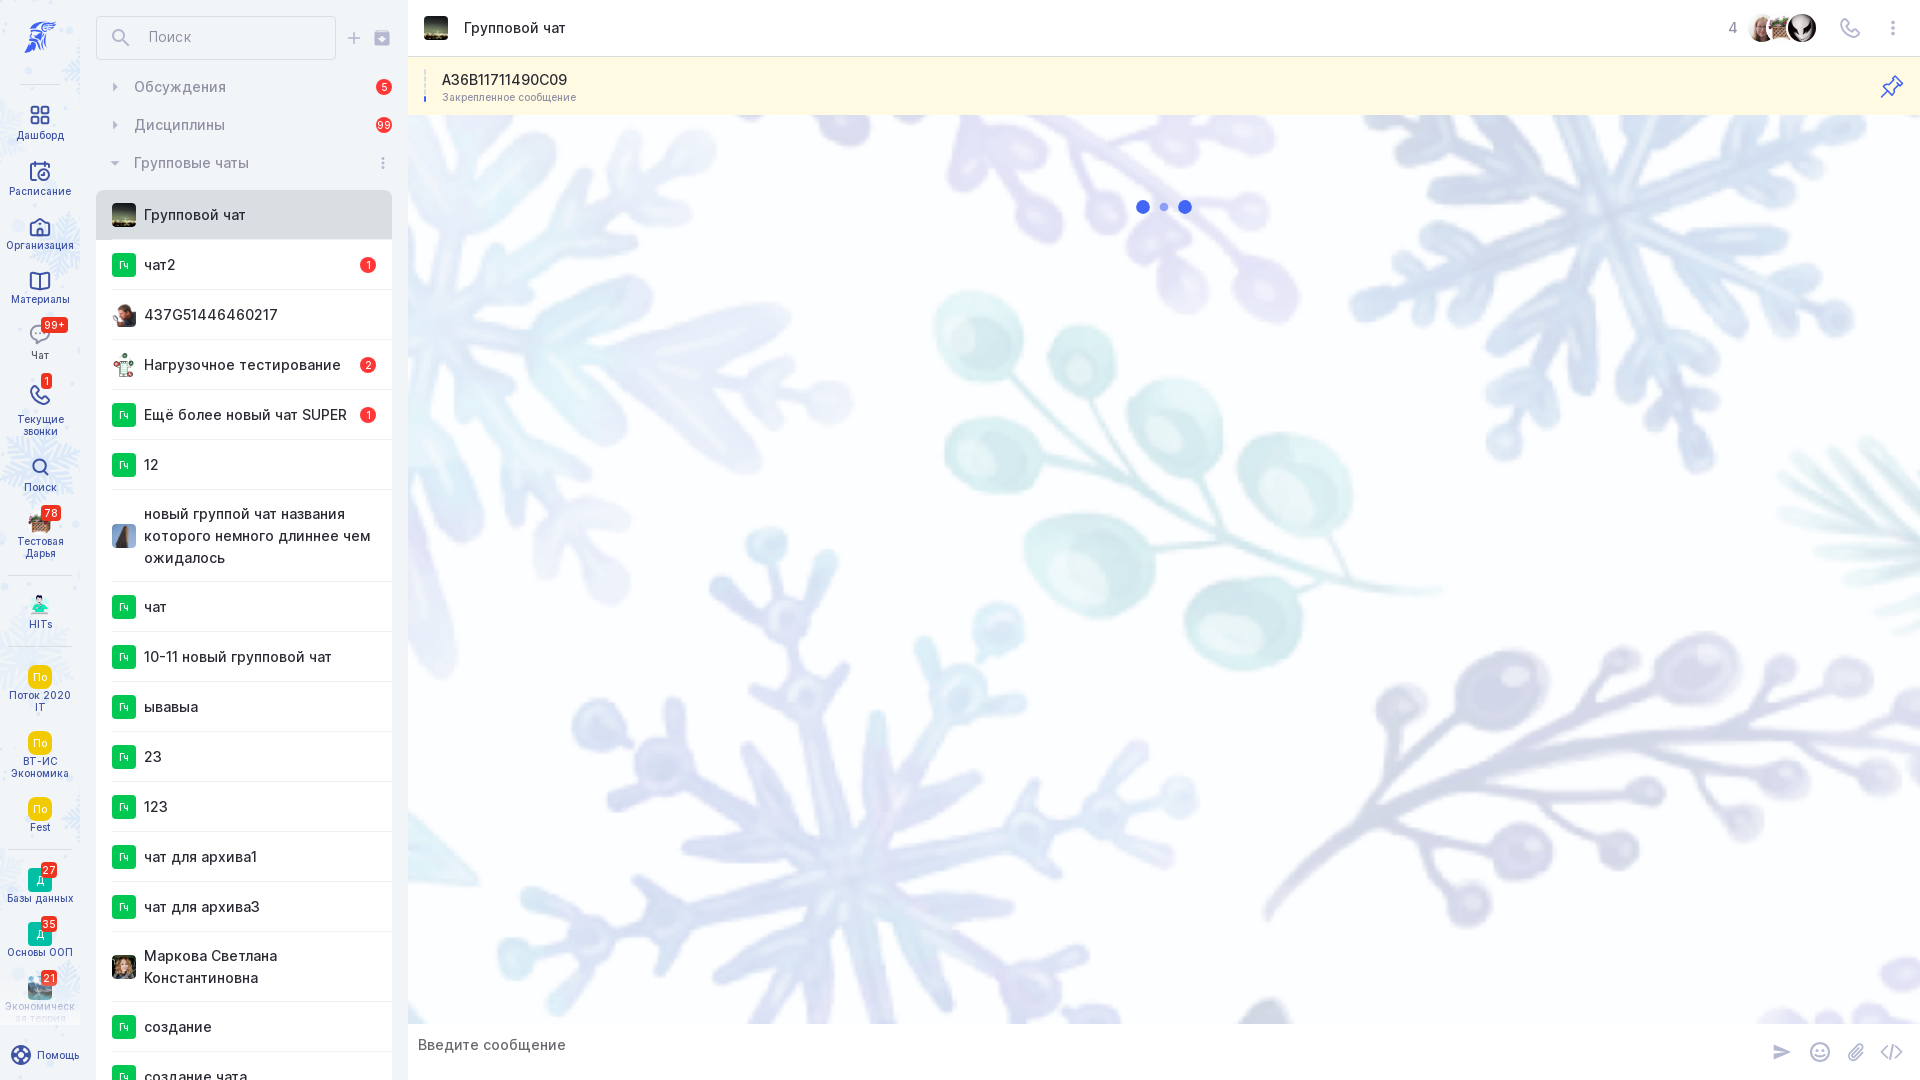 Дашборд
Расписание
Организация
Материалы
99+
Чат
1
Текущие
звонки
Поиск
78
Тестовая
Дарья
HITs
По
Поток 2020
IT
По
ВТ-ИС
Экономика
По
Fest
27
Д
Базы данных
35
Д
Основы ООП
21
Экономическ
ая теория
Помощь
Поиск
Обсуждения
5
Дисциплины
99
Групповые чаты
Групповой чат
Гч
чат2
1
437G51446460217
Нагрузочное тестирование
2
Гч
Ещё более новый чат SUPER
1
Гч
12
новый группой чат названия
которого немного длиннее чем
ожидалось
Гч
чат
Гч
10-11 новый групповой чат
Гч
ывавыа
Гч
23
Гч
123
Гч
чат для архива1
Гч
чат для архива3
Маркова Светлана
Константиновна
Гч
создание
Гч
создание чата
Групповой чат
4
A36B11711490C09
Закрепленное сообщение
Введите сообщение